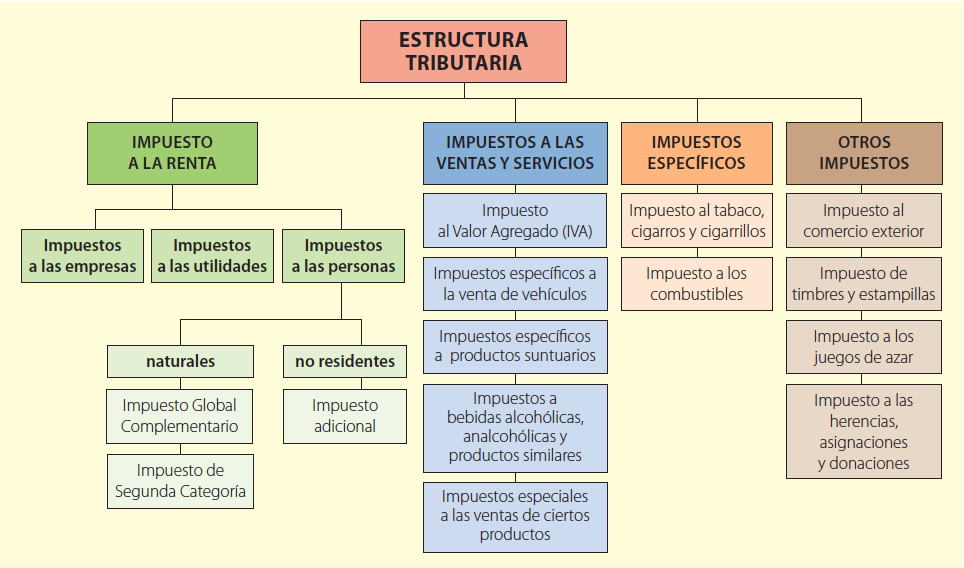 ESTRUCTURA
TRIBUTARIA
IMPUESTO
A LA RENTA
Impuestos
a las empresas
Impuestos
a las utilidades
Impuestos
a las personas
naturales
Impuesto Global
Complementario
Impuesto de
Segunda Categoría
no residentes
Impuesto
adicional
IMPUESTOS A LAS
VENTAS Y SERVICIOS
Impuesto
al Valor Agregado (IVA)
Impuestos específicos a
la venta de vehículos
Impuestos específicos
a productos suntuarios
Impuestos a
bebidas alcohólicas,
analcohólicas y
productos similares
Impuestos especiales
a las ventas de ciertos
productos
IMPUESTOS
ESPECÍFICOS
Impuesto al tabaco,
cigarros y cigarrillos
Impuesto a los
combustibles
OTROS
IMPUESTOS
Impuesto al
comercio exterior
Impuesto de
timbres y estampillas
Impuesto a los
juegos de azar
Impuesto a las
herencias,
asignaciones
y donaciones